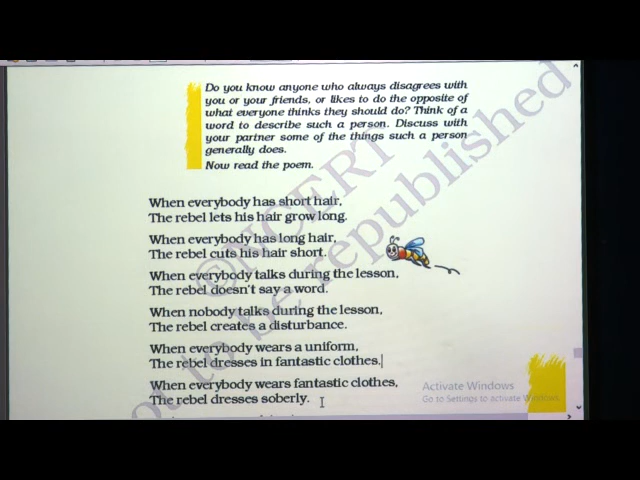 Do you know anyone who always disagrees with
you or your friends, or likes to do the opposite of
what everyone thinks they should do? Think of a
word to describe such a person. Discuss with
your partner some of the things such a person
generally does.
Now read the poem.
When everybody has short hair,
The rebel lets his hair grow long.
When everybody has long hair,
The rebel cuts his hair short.
When everybody talks during the lesson,
The rebel doesn't say a word.
When nobody talks during the lesson,
The rebel creates a disturbance.
When everybody wears a uniform,
The rebel dresses in fantastic clothes.
When everybody wears fantastic clothes,
The rebel dresses soberly.
©NCERT
not to be republished
Activate Windows
Go to Settings to activate Windows.